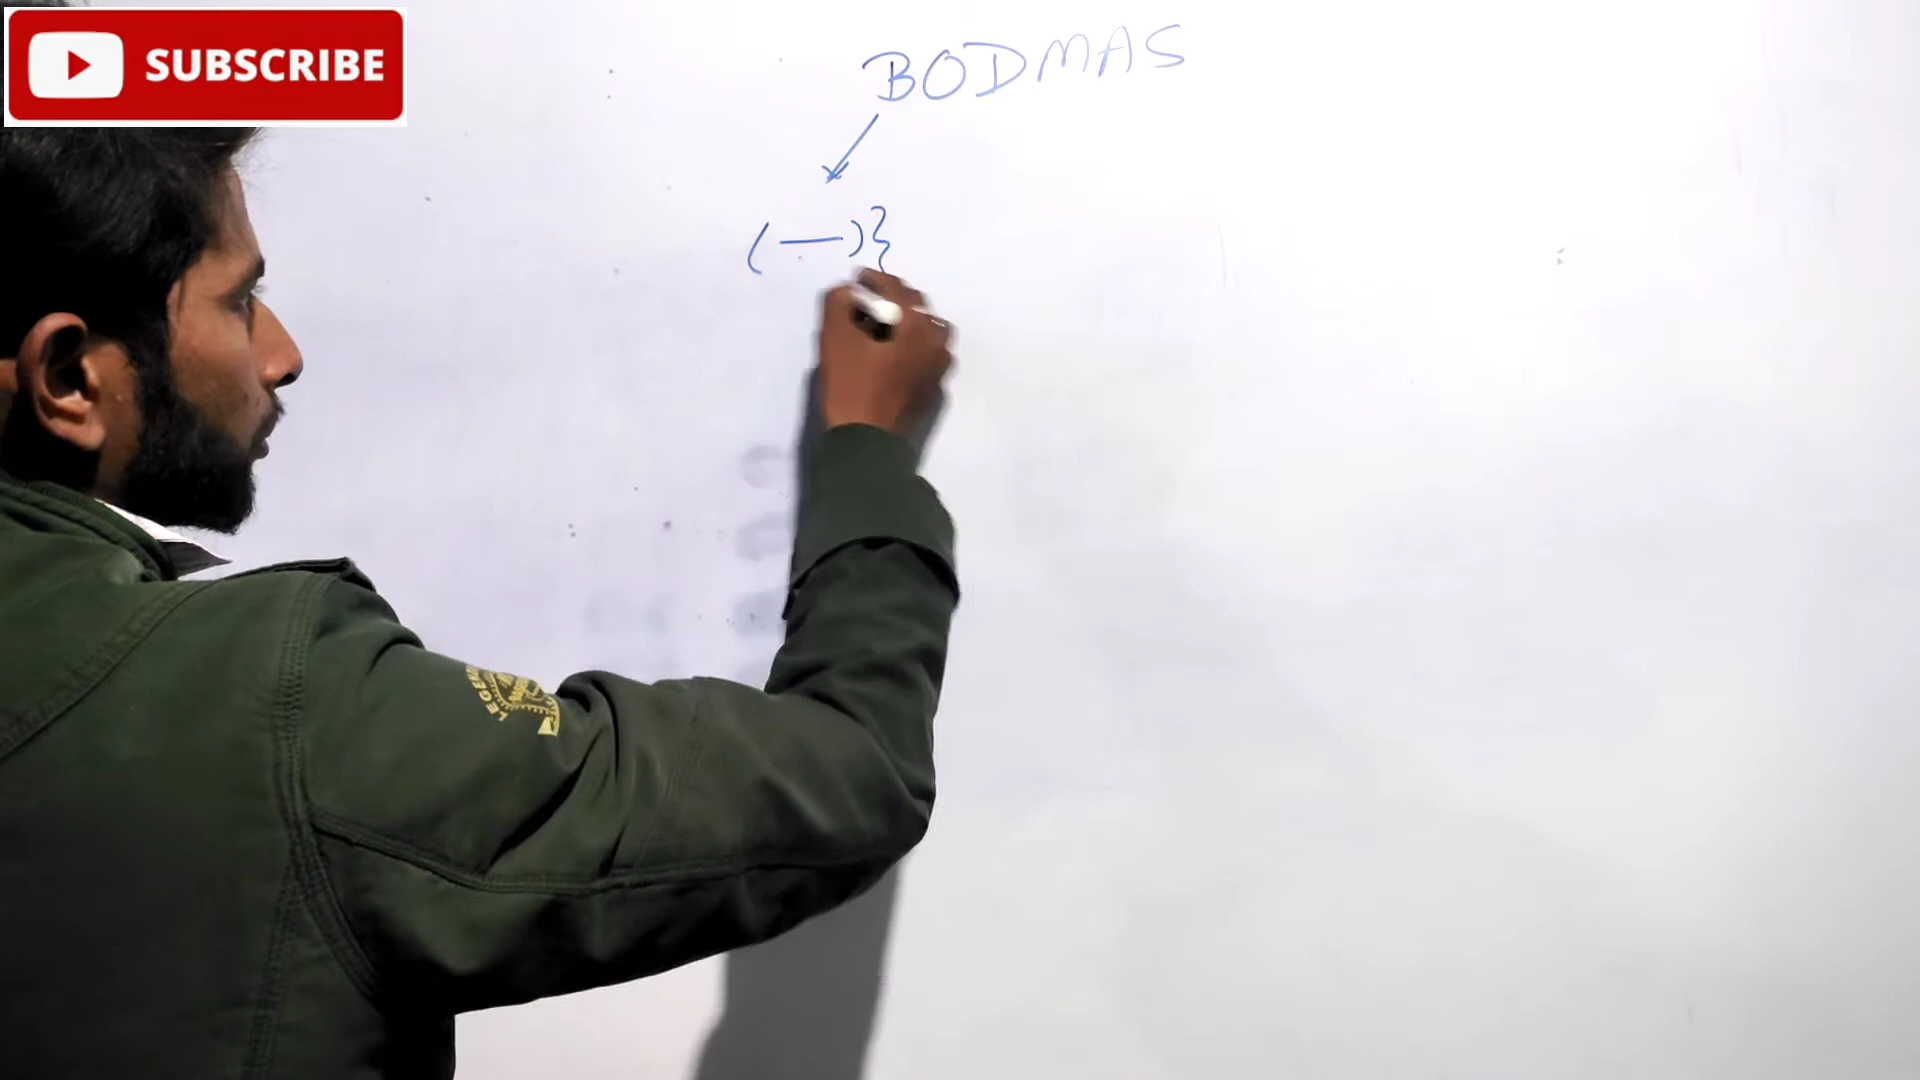 SUBSCRIBE
BODMAS
( — ) }